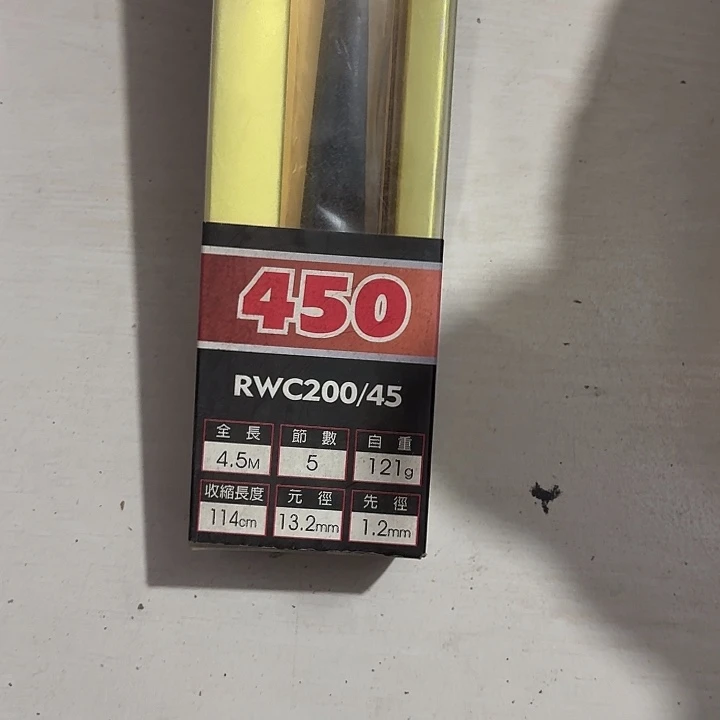 450
RWC200/45
全長 節數 自重
4.5M 5 121g
收縮長度 元徑 先徑
114cm 13.2mm 1.2mm